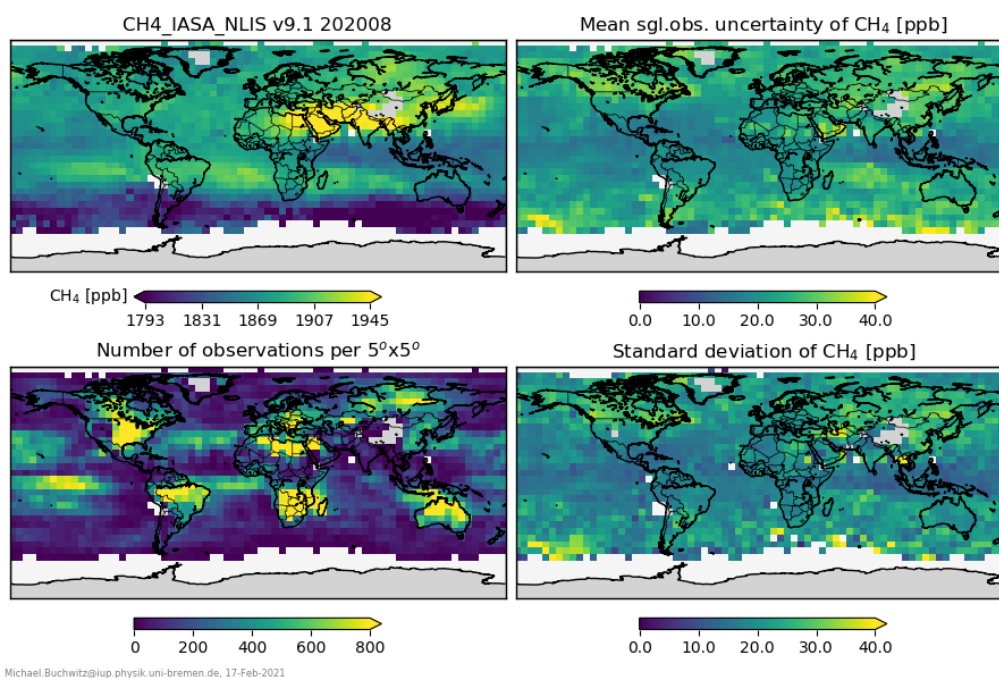 CH4_IASA_NLIS v9.1 202008
Mean sgl.obs. uncertainty of CH₄ [ppb]
CH₄ [ppb]
1793 1831 1869 1907 1945
0.0 10.0 20.0 30.0 40.0
Number of observations per 5°x5°
Standard deviation of CH₄ [ppb]
0 200 400 600 800
0.0 10.0 20.0 30.0 40.0
Michael.Buchwitz@iup.physik.uni-bremen.de, 17-Feb-2021